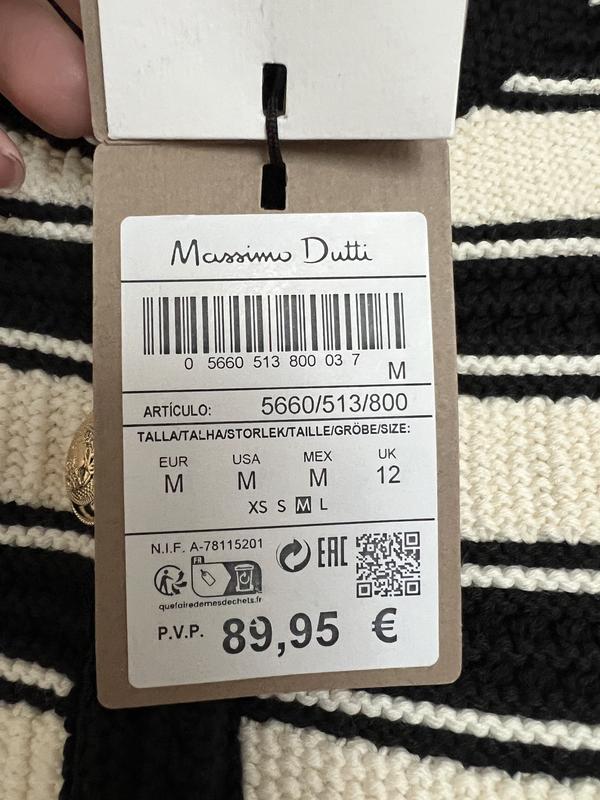 Massimo Dutti
0 5660 513 800 03 7
M
ARTÍCULO: 5660/513/800
TALLA/TALHA/STORLEK/TAILLE/GRÖBE/SIZE:
EUR USA MEX UK
M M M 12
XS S M L
N.I.F. A-78115201
FR
EAC
quefairedemesdechets.fr
P.V.P. 89,95 €